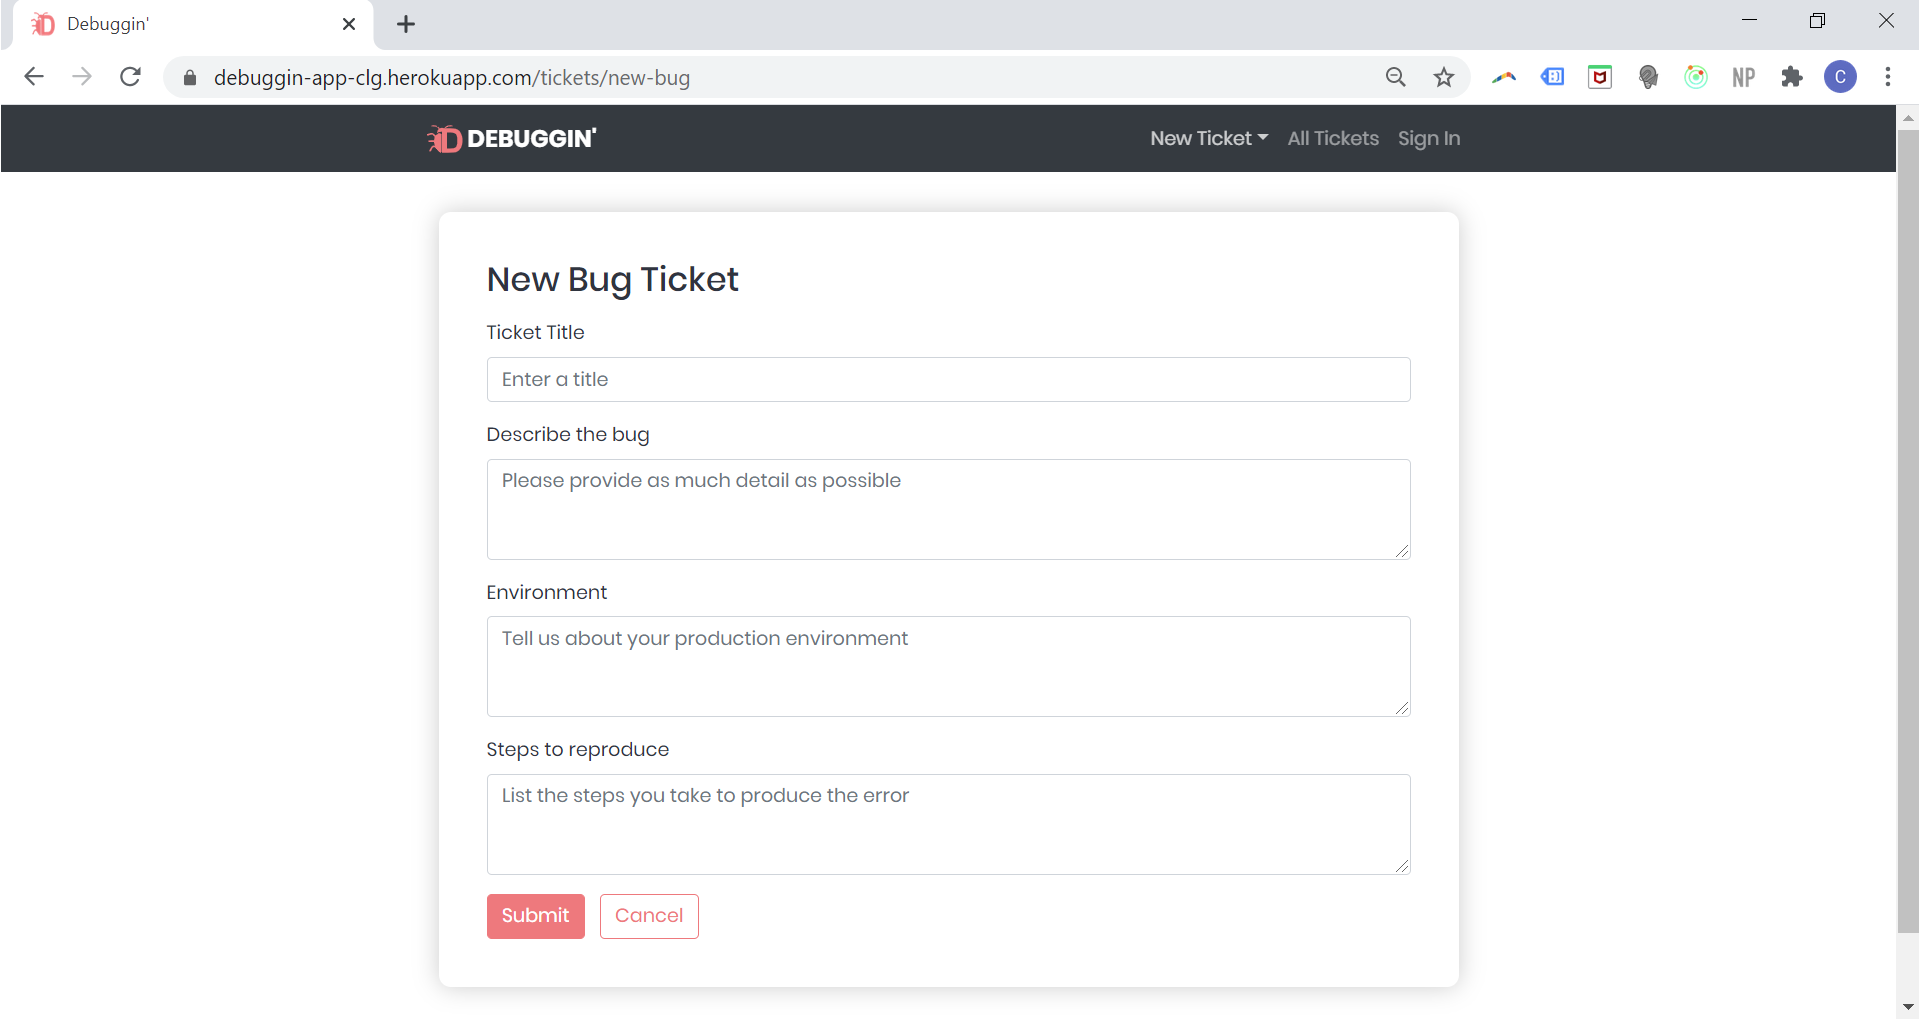 Debuggin'
debuggin-app-clg.herokuapp.com/tickets/new-bug
NP
C
D DEBUGGIN'
New Ticket All Tickets Sign In
New Bug Ticket
Ticket Title
Enter a title
Describe the bug
Please provide as much detail as possible
Environment
Tell us about your production environment
Steps to reproduce
List the steps you take to produce the error
Submit Cancel